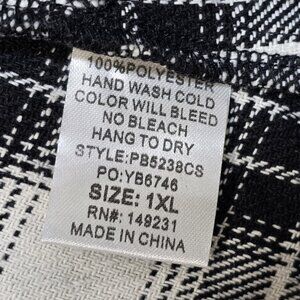 100%POLYESTER
HAND WASH COLD
COLOR WILL BLEED
NO BLEACH
HANG TO DRY
STYLE:PB5238CS
PO:YB6746
SIZE: 1XL
RN#: 149231
MADE IN CHINA